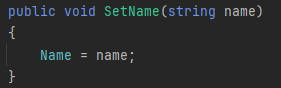 public void SetName(string name)
{
    Name = name;
}